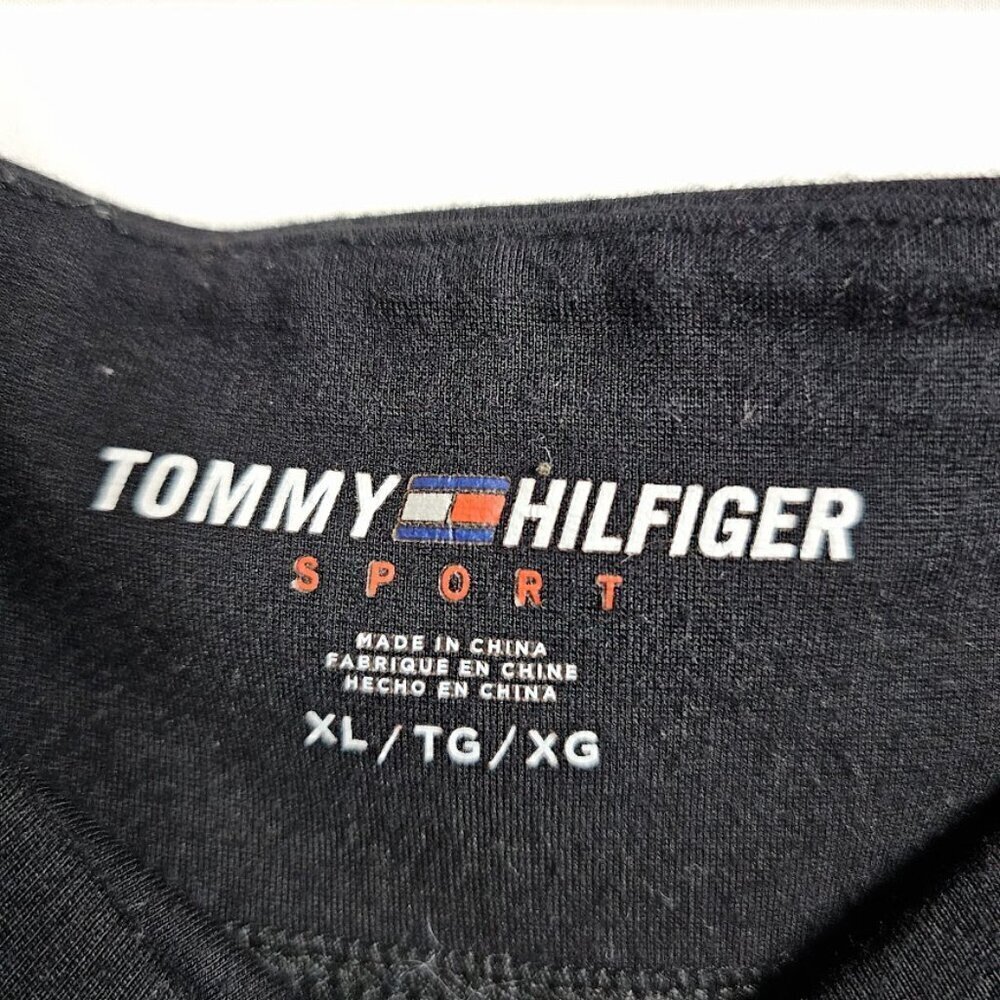 TOMMY HILFIGER
SPORT
MADE IN CHINA
FABRIQUE EN CHINE
HECHO EN CHINA
XL/TG/XG